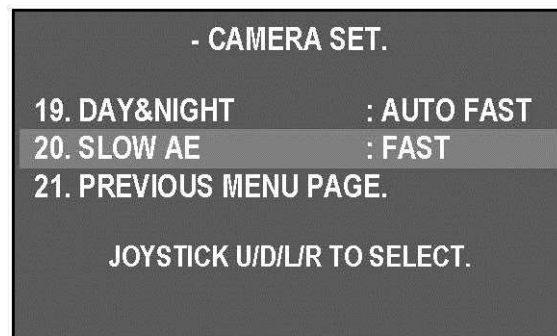 - CAMERA SET.
19. DAY&NIGHT : AUTO FAST
20. SLOW AE : FAST
21. PREVIOUS MENU PAGE.
JOYSTICK U/D/L/R TO SELECT.